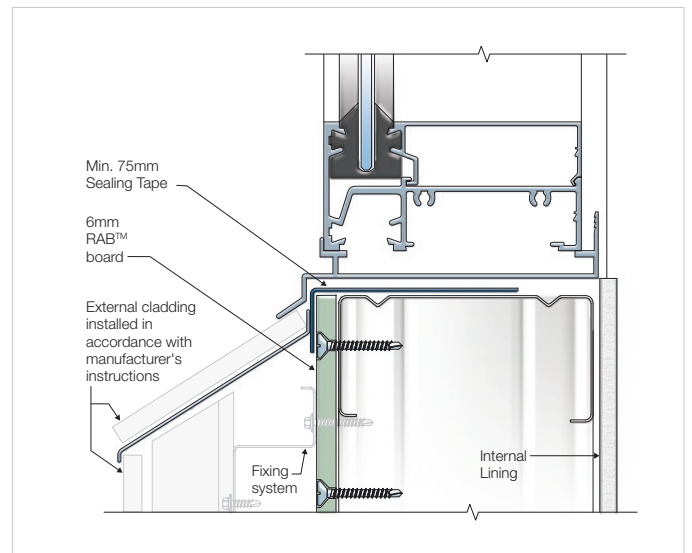 Min. 75mm
Sealing Tape
6mm
RAB™
board
External cladding
installed in
accordance with
manufacturer's
instructions
Fixing
system
Internal
Lining